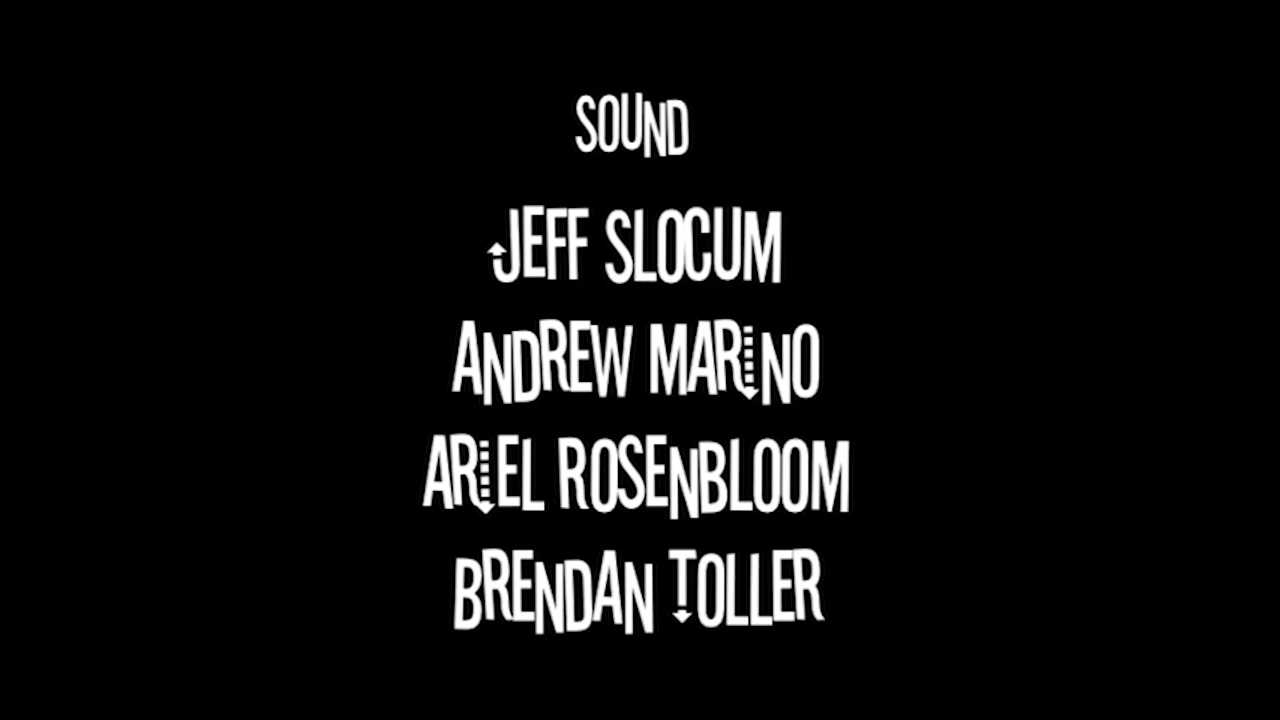 SOUND
JEFF SLOCUM
ANDREW MARINO
ARIEL ROSENBLOOM
BRENDAN TOLLER